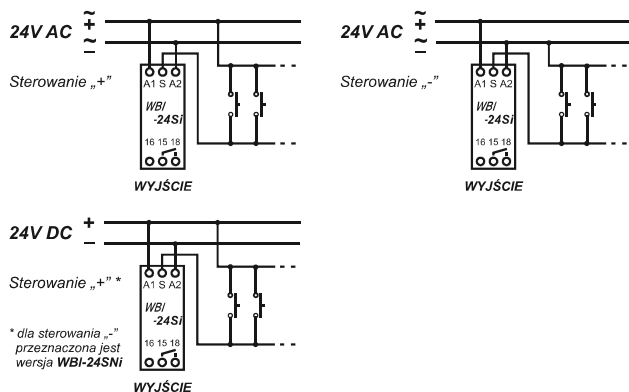 ~
+
24V AC
~
–
Sterowanie „+”
A1 S A2
WBI
-24Si
16 15 18
WYJŚCIE
~
+
24V AC
~
–
Sterowanie „-”
A1 S A2
WBI
-24Si
16 15 18
WYJŚCIE
+
24V DC
–
Sterowanie „+” *
A1 S A2
WBI
-24Si
* dla sterowania „-”
przeznaczona jest
wersja WBI-24SNi
16 15 18
WYJŚCIE